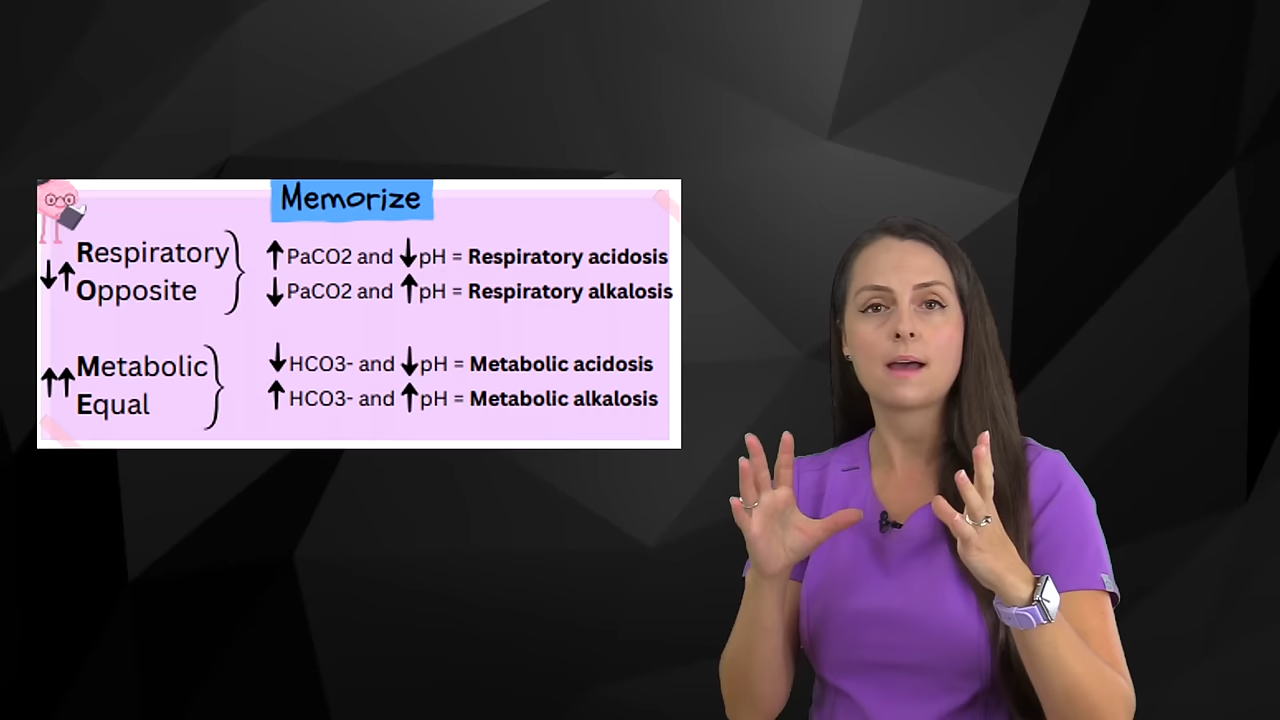 Memorize
Respiratory
Opposite
↑PaCO2 and ↓pH = Respiratory acidosis
↓PaCO2 and ↑pH = Respiratory alkalosis
Metabolic
Equal
↓HCO3- and ↓pH = Metabolic acidosis
↑HCO3- and ↑pH = Metabolic alkalosis